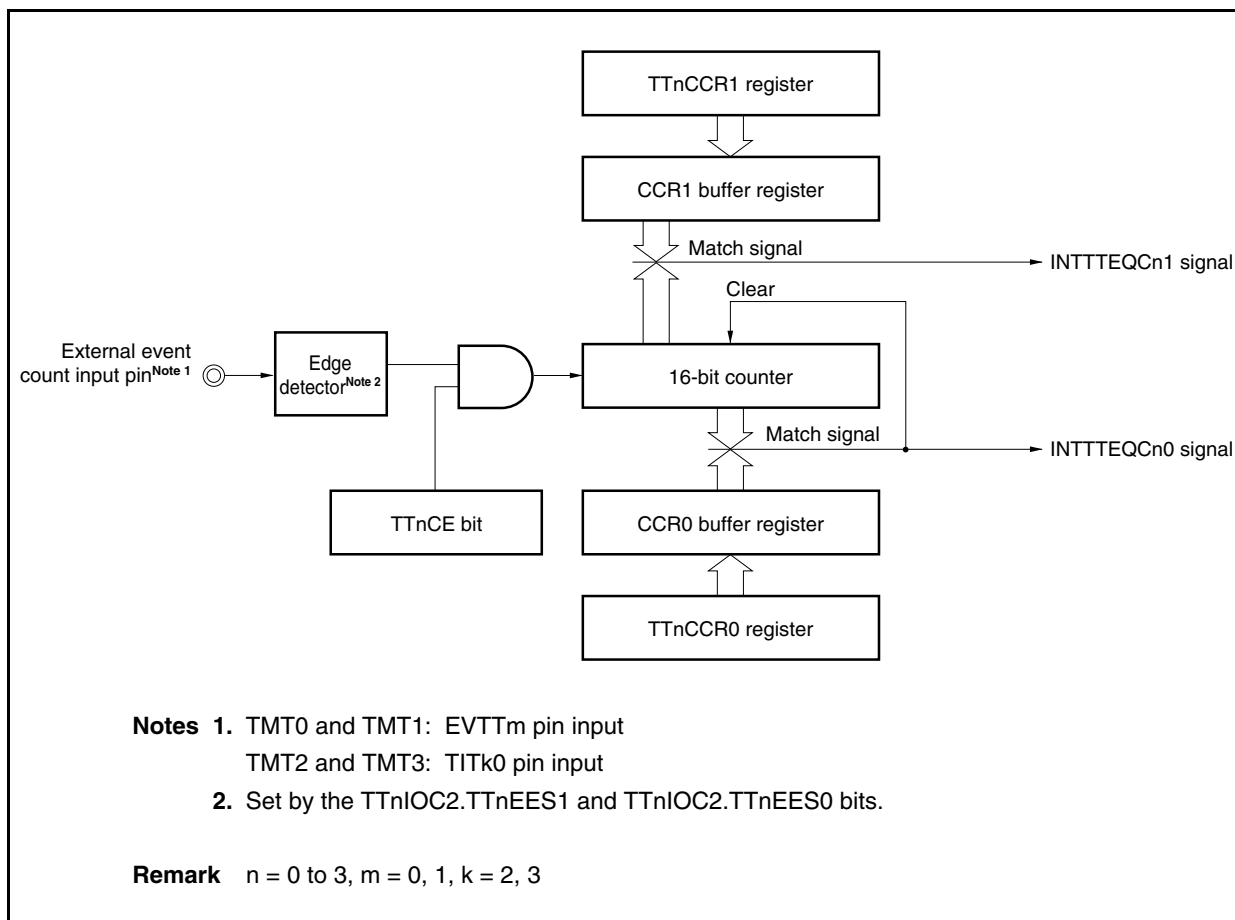 TTnCCR1 register
CCR1 buffer register
Match signal
INTTTEQCn1 signal
Clear
External event
count input pinNote 1
Edge
detectorNote 2
16-bit counter
Match signal
INTTTEQCn0 signal
TTnCE bit
CCR0 buffer register
TTnCCR0 register
Notes 1. TMT0 and TMT1: EVTTm pin input
TMT2 and TMT3: TITk0 pin input
2. Set by the TTnIOC2.TTnEES1 and TTnIOC2.TTnEES0 bits.
Remark n = 0 to 3, m = 0, 1, k = 2, 3